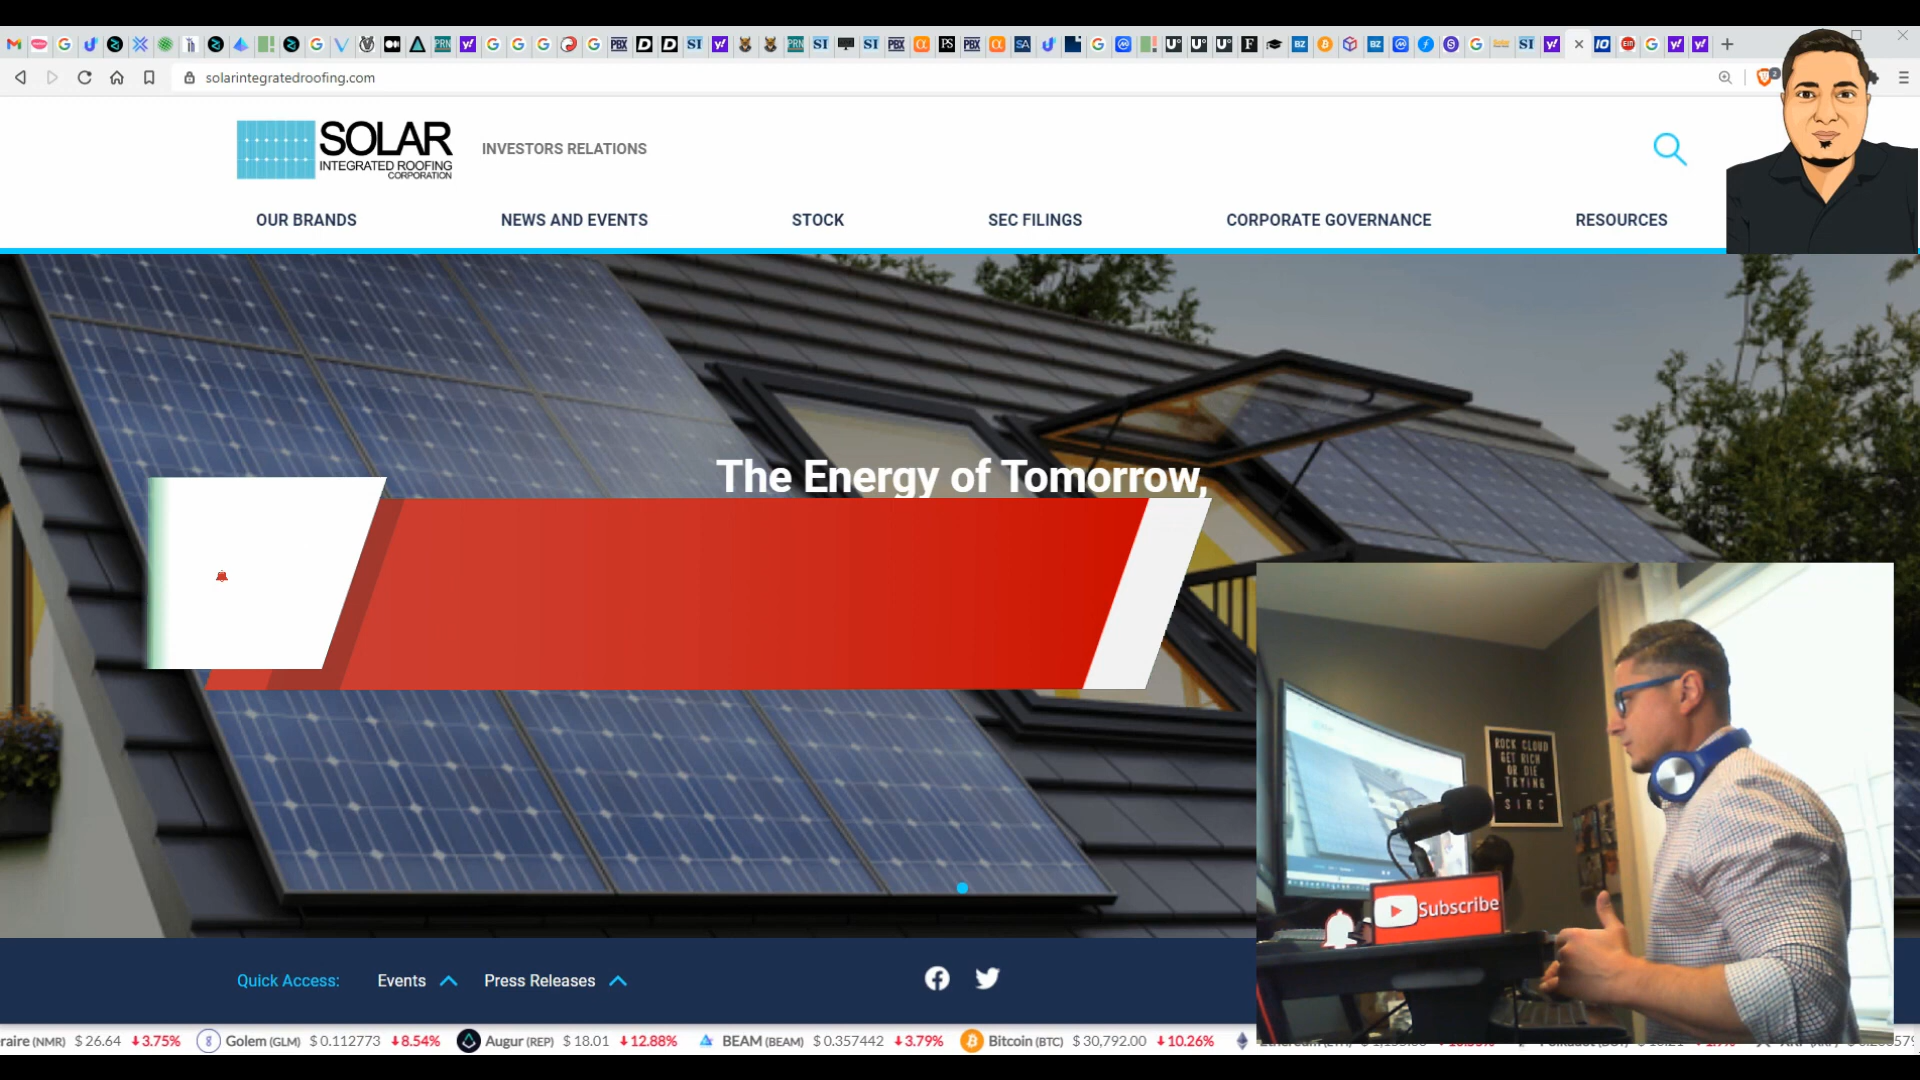 solarintegratedroofing.com
2
SOLAR
INTEGRATED ROOFING
CORPORATION
INVESTORS RELATIONS
OUR BRANDS
NEWS AND EVENTS
STOCK
SEC FILINGS
CORPORATE GOVERNANCE
RESOURCES
The Energy of Tomorrow,
ROCK CLOUD
GET RICH
OR DIE
TRYING
SIRC
Subscribe
Quick Access:
Events
Press Releases
raire (NMR) $ 26.64 3.75% Golem (GLM) $ 0.112773 8.54% Augur (REP) $ 18.01 12.88% BEAM (BEAM) $ 0.357442 3.79% Bitcoin (BTC) $ 30,792.00 10.26%